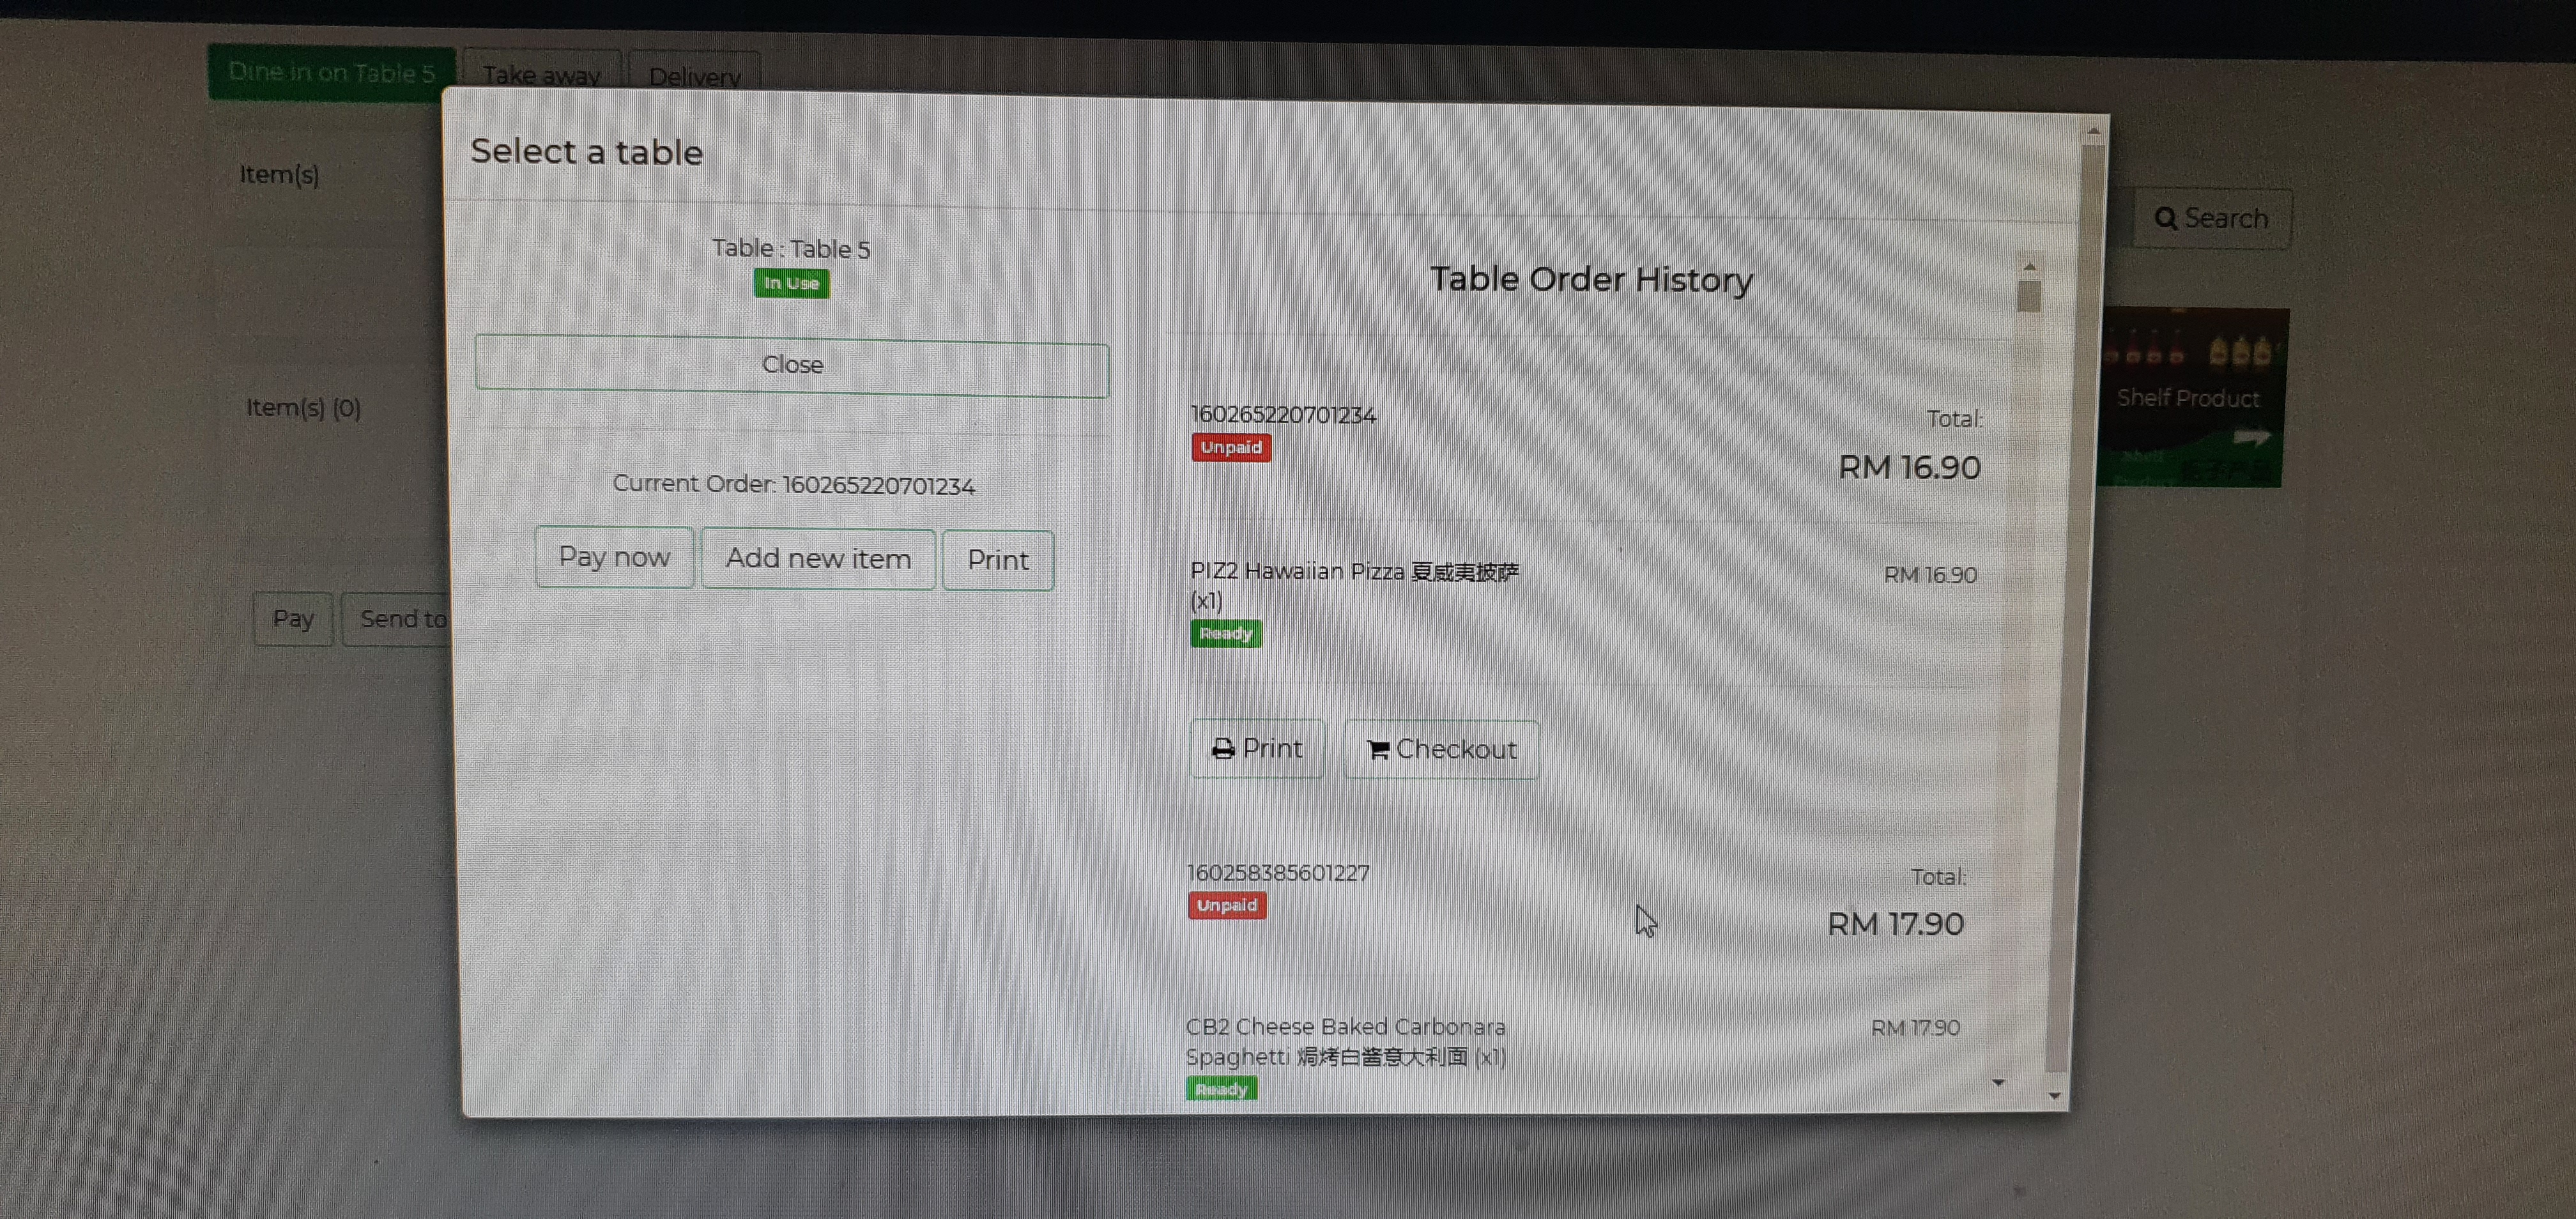 Dine in on Table 5
Take away
Delivery
Item(s)
Search
Select a table
Table : Table 5
In Use
Close
Item(s) (0)
Current Order: 160265220701234
Pay now
Add new item
Print
Pay
Send to
Table Order History
160265220701234
Unpaid
Total:
RM 16.90
PIZ2 Hawaiian Pizza 夏威夷披萨
(x1)
RM 16.90
Ready
Print
Checkout
160258385601227
Unpaid
Total:
RM 17.90
CB2 Cheese Baked Carbonara
Spaghetti 焗烤白酱意大利面 (x1)
RM 17.90
Ready
Shelf Product